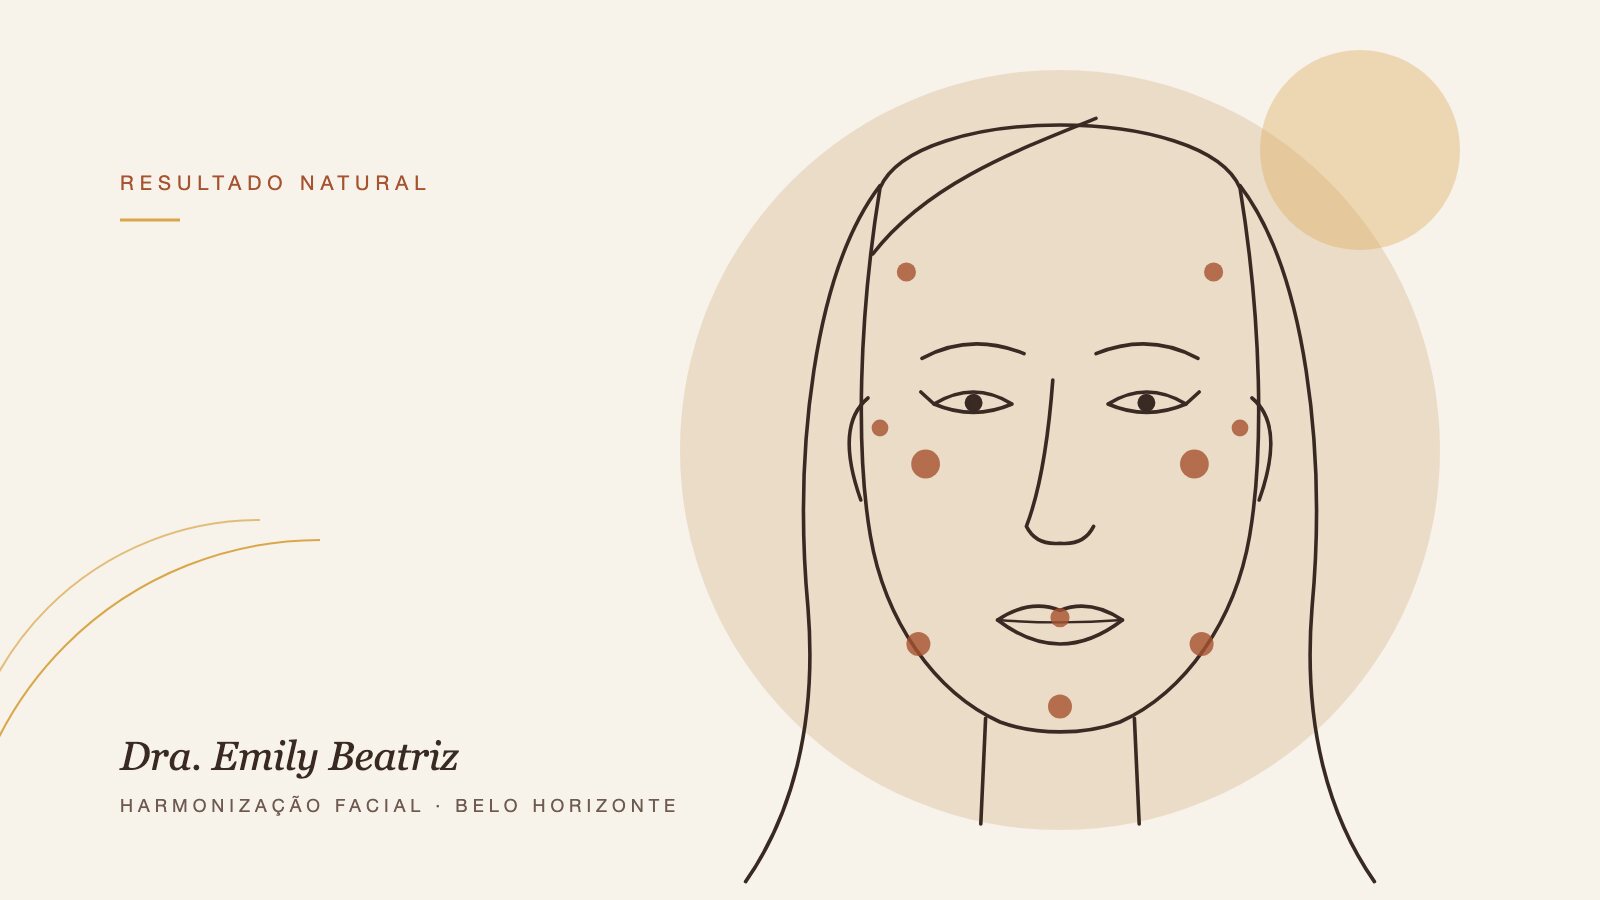 RESULTADO NATURAL
Dra. Emily Beatriz
HARMONIZAÇÃO FACIAL · BELO HORIZONTE